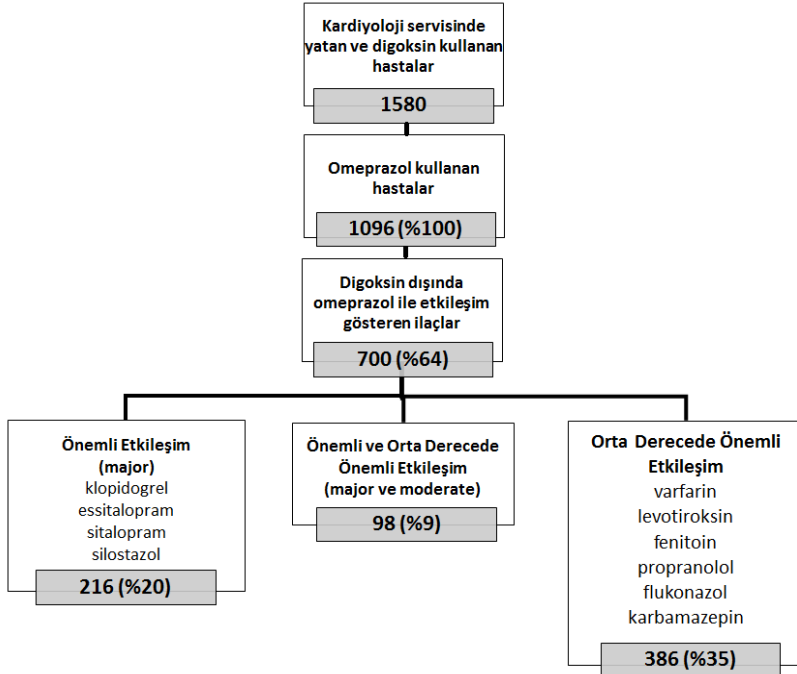 Kardiyoloji servisinde
yatan ve digoksin kullanan
hastalar
1580
Omeprazol kullanan
hastalar
1096 (%100)
Digoksin dışında
omeprazol ile etkileşim
gösteren ilaçlar
700 (%64)
Önemli Etkileşim
(major)
klopidogrel
essitalopram
sitalopram
silostazol
216 (%20)
Önemli ve Orta Derecede
Önemli Etkileşim
(major ve moderate)
98 (%9)
Orta Derecede Önemli
Etkileşim
varfarin
levotiroksin
fenitoin
propranolol
flukonazol
karbamazepin
386 (%35)